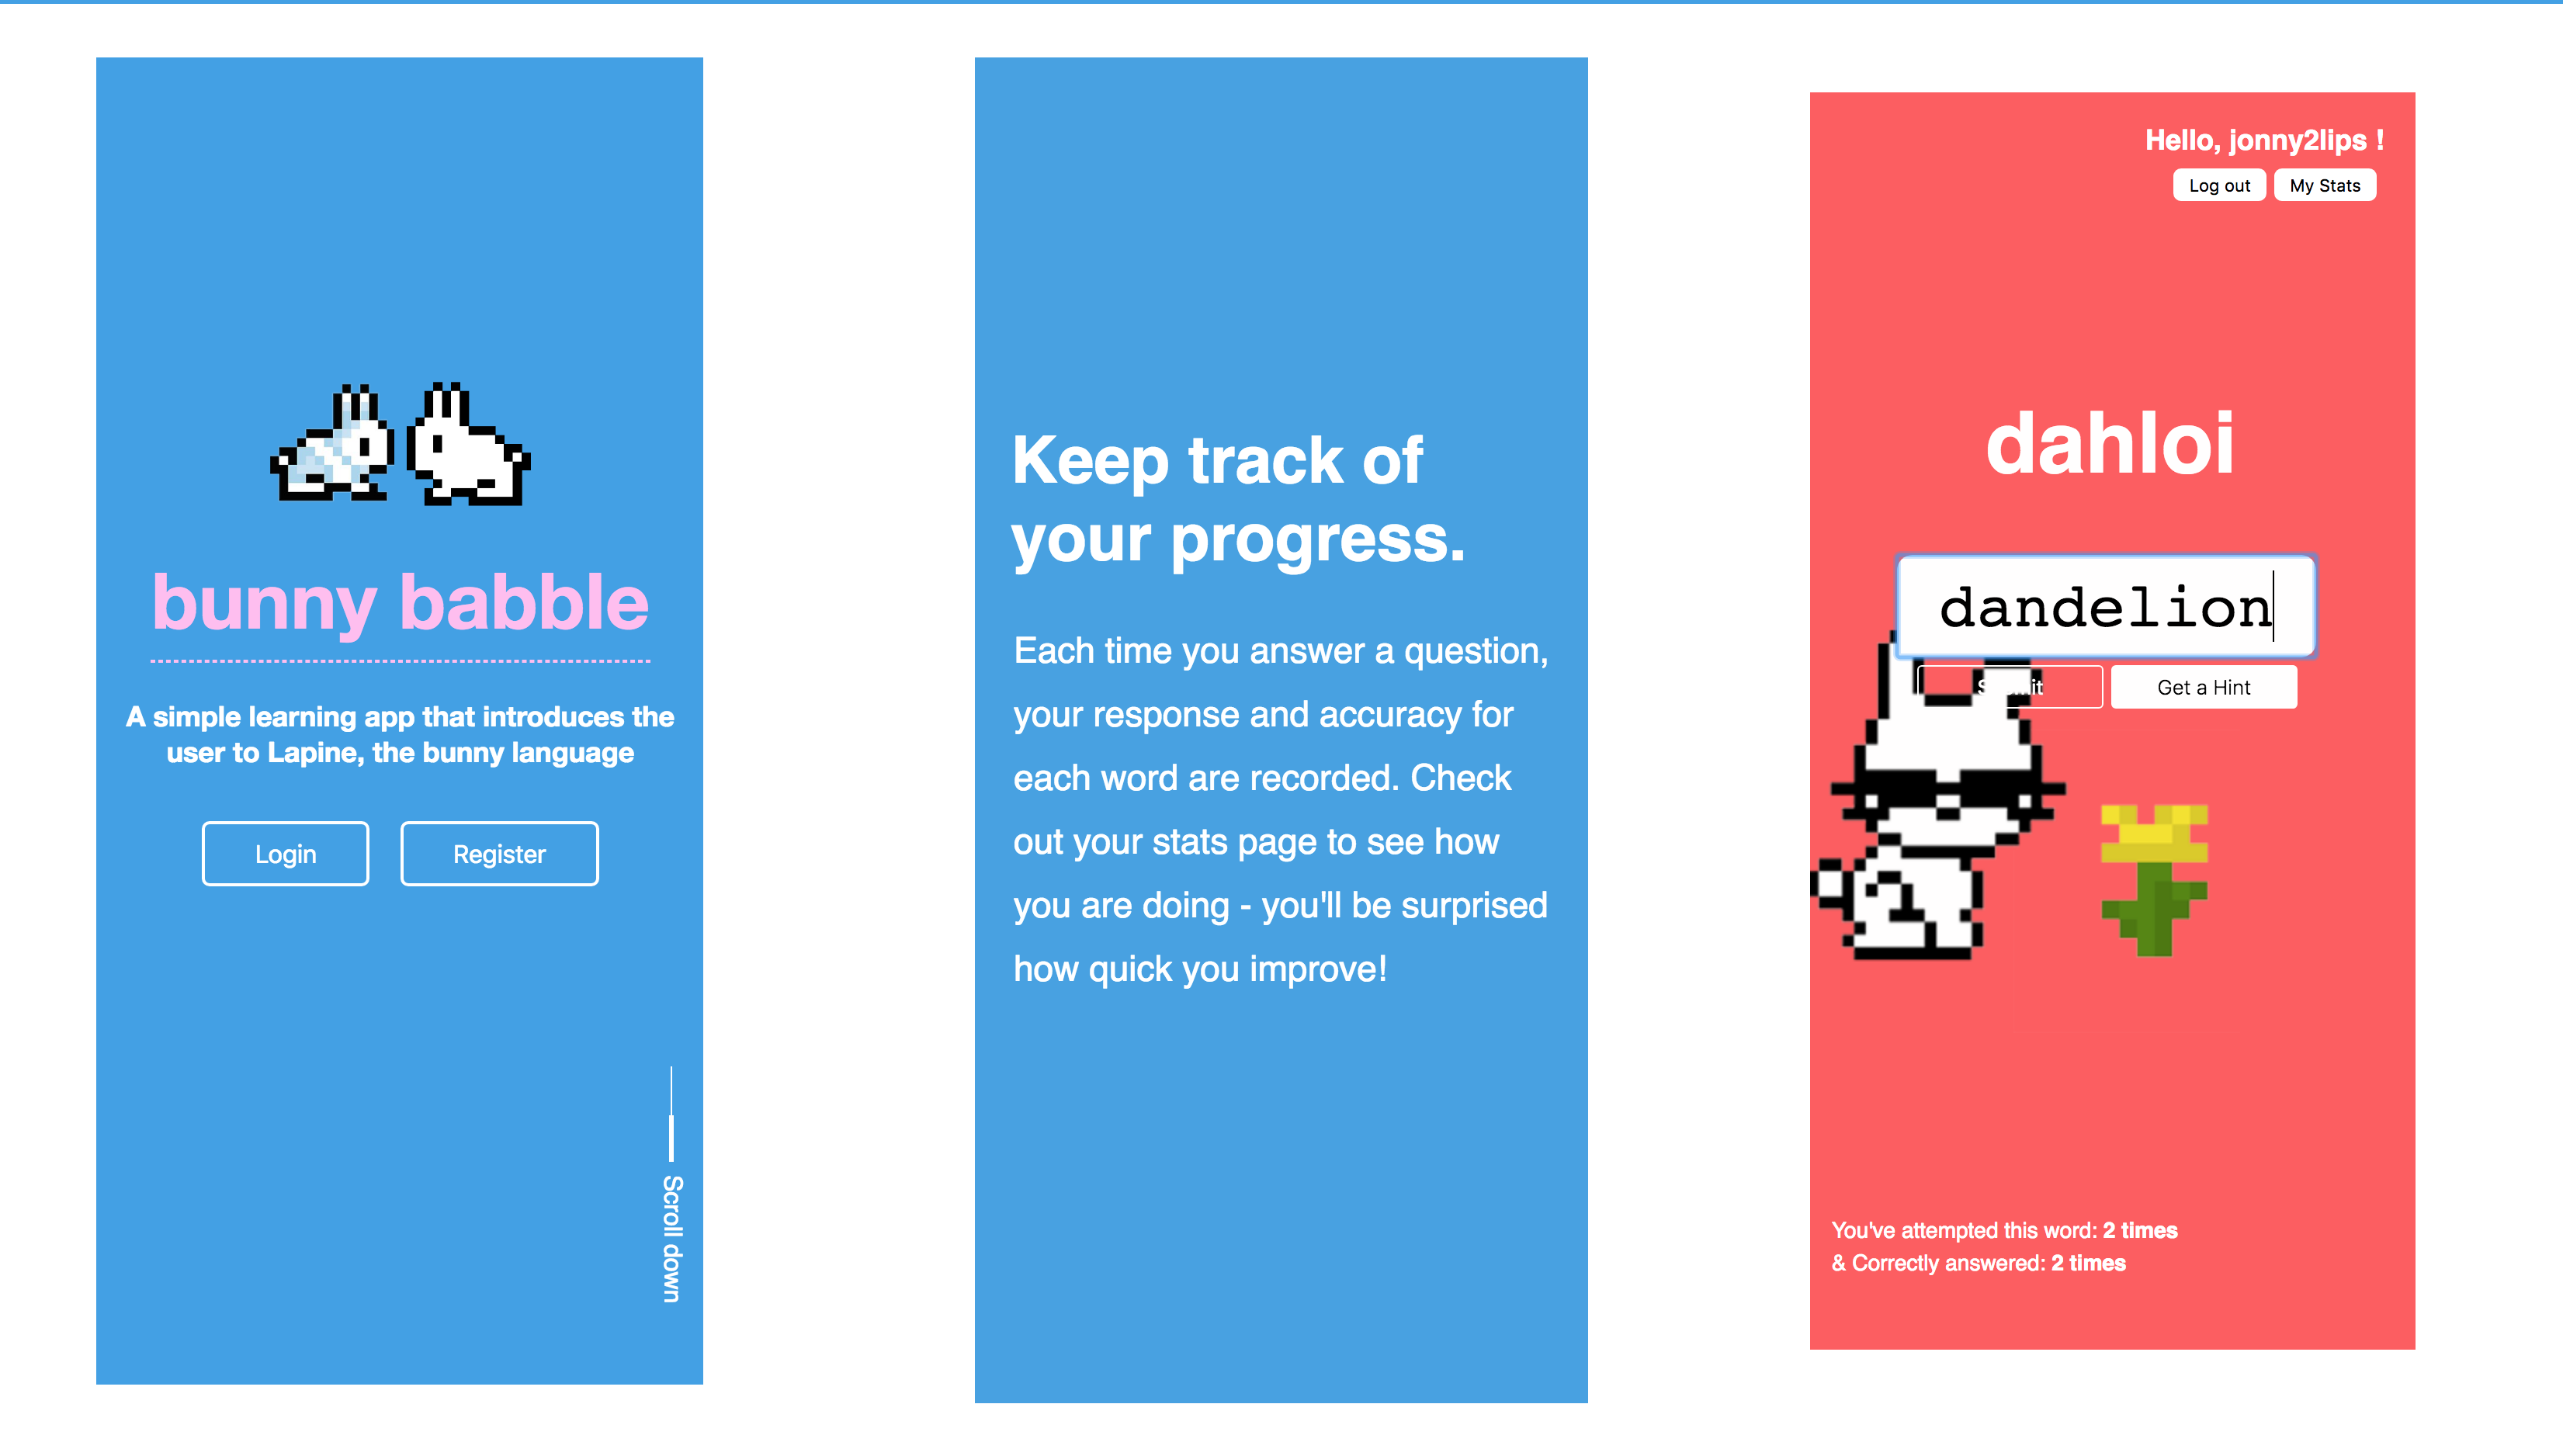 bunny babble
A simple learning app that introduces the
user to Lapine, the bunny language
Login
Register
Scroll down
Keep track of
your progress.
Each time you answer a question,
your response and accuracy for
each word are recorded. Check
out your stats page to see how
you are doing - you'll be surprised
how quick you improve!
Hello, jonny2lips !
Log out
My Stats
dahloi
dandelion
Get a Hint
You've attempted this word: 2 times
& Correctly answered: 2 times